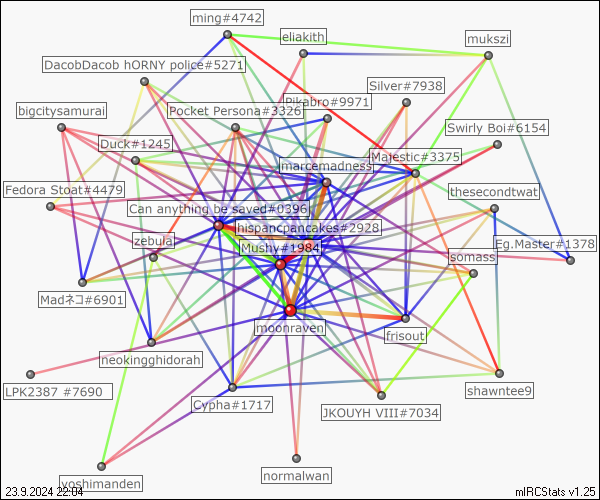 ming#4742
eliakith
mukszi
DacobDacob hORNY police#5271
Silver#7938
Pikabro#9971
bigcitysamurai
Pocket Persona#3326
Swirly Boi#6154
Duck#1245
Majestic#3375
marcemadness
Fedora Stoat#4479
thesecondtwat
Can anything be saved#0396
hispancpancakes#2928
zebulai
Mushy#1984
Eg.Master#1378
somass
Madネコ#6901
moonraven
frisout
neokingghidorah
LPK2387 #7690
shawntee9
Cypha#1717
JKOUYH VIII#7034
yoshimanden
normalwan
23.9.2024 22:04
mIRCStats v1.25